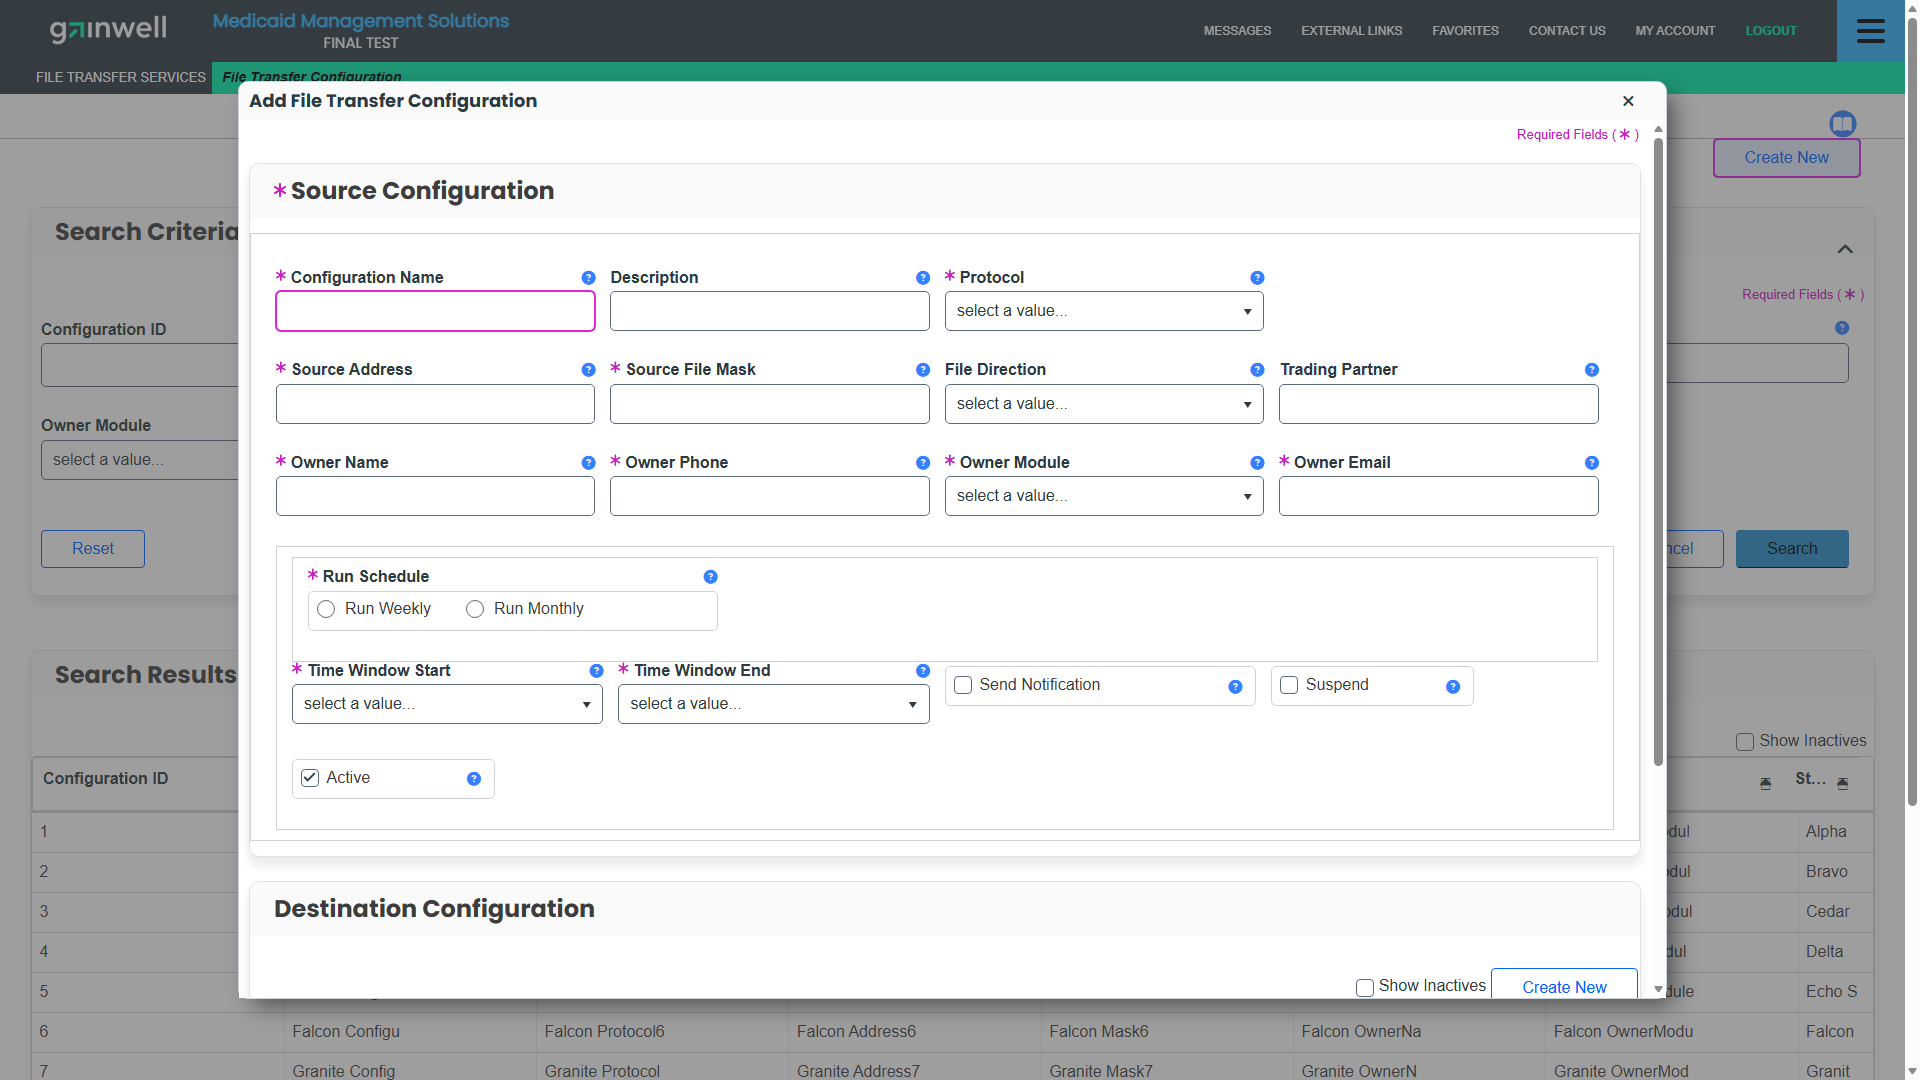 gainwell
Medicaid Management Solutions
FINAL TEST
MESSAGES
EXTERNAL LINKS
FAVORITES
CONTACT US
MY ACCOUNT
LOGOUT
FILE TRANSFER SERVICES
File Transfer Configuration
Add File Transfer Configuration
Required Fields ( * )
Create New
* Source Configuration
Search Criteria
Required Fields ( * )
* Configuration Name
Description
* Protocol
select a value...
Configuration ID
* Source Address
* Source File Mask
File Direction
Trading Partner
select a value...
Owner Module
select a value...
* Owner Name
* Owner Phone
* Owner Module
* Owner Email
select a value...
Reset
ncel
Search
* Run Schedule
Run Weekly
Run Monthly
* Time Window Start
* Time Window End
Send Notification
Suspend
select a value...
select a value...
Search Results
Show Inactives
Active
Configuration ID
St...
1
Alpha
2
Bravo
3
Cedar
4
Delta
5
dule
Echo S
Destination Configuration
Show Inactives
Create New
6 Falcon Configu Falcon Protocol6 Falcon Address6 Falcon Mask6 Falcon OwnerNa Falcon OwnerModu Falcon
7 Granite Config Granite Protocol Granite Address7 Granite Mask7 Granite OwnerN Granite OwnerMod Granit